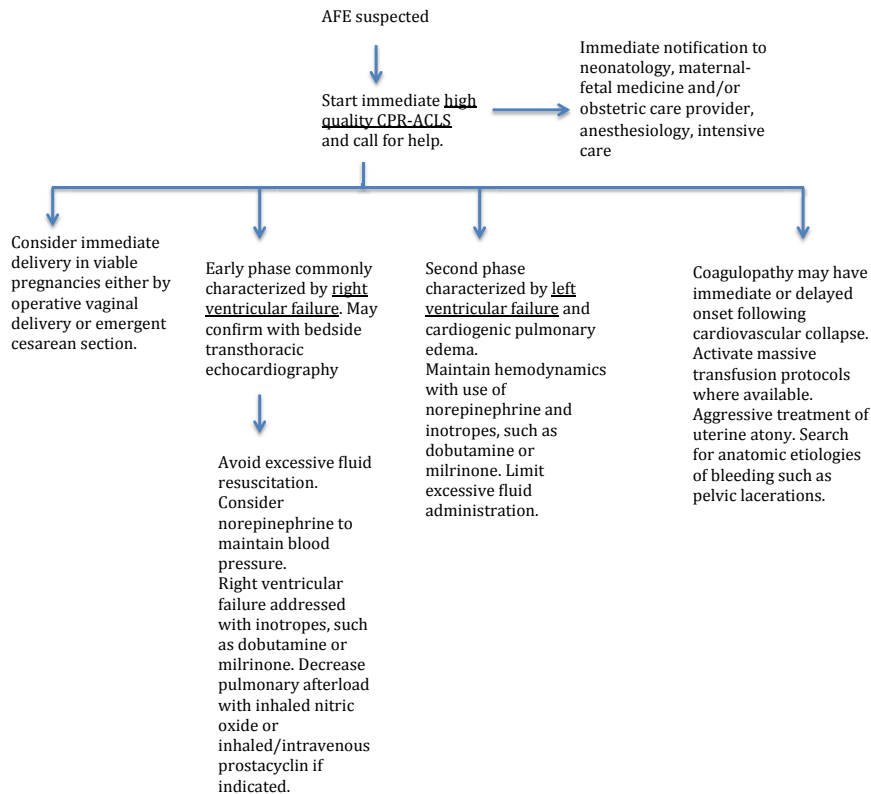 AFE suspected
Immediate notification to
neonatology, maternal-
fetal medicine and/or
obstetric care provider,
anesthesiology, intensive
care
Start immediate high
quality CPR-ACLS
and call for help.
Consider immediate
delivery in viable
pregnancies either by
operative vaginal
delivery or emergent
cesarean section.
Early phase commonly
characterized by right
ventricular failure. May
confirm with bedside
transthoracic
echocardiography
Avoid excessive fluid
resuscitation.
Consider
norepinephrine to
maintain blood
pressure.
Right ventricular
failure addressed
with inotropes, such
as dobutamine or
milrinone. Decrease
pulmonary afterload
with inhaled nitric
oxide or
inhaled/intravenous
prostacyclin if
indicated.
Second phase
characterized by left
ventricular failure and
cardiogenic pulmonary
edema.
Maintain hemodynamics
with use of
norepinephrine and
inotropes, such as
dobutamine or
milrinone. Limit
excessive fluid
administration.
Coagulopathy may have
immediate or delayed
onset following
cardiovascular collapse.
Activate massive
transfusion protocols
where available.
Aggressive treatment of
uterine atony. Search
for anatomic etiologies
of bleeding such as
pelvic lacerations.